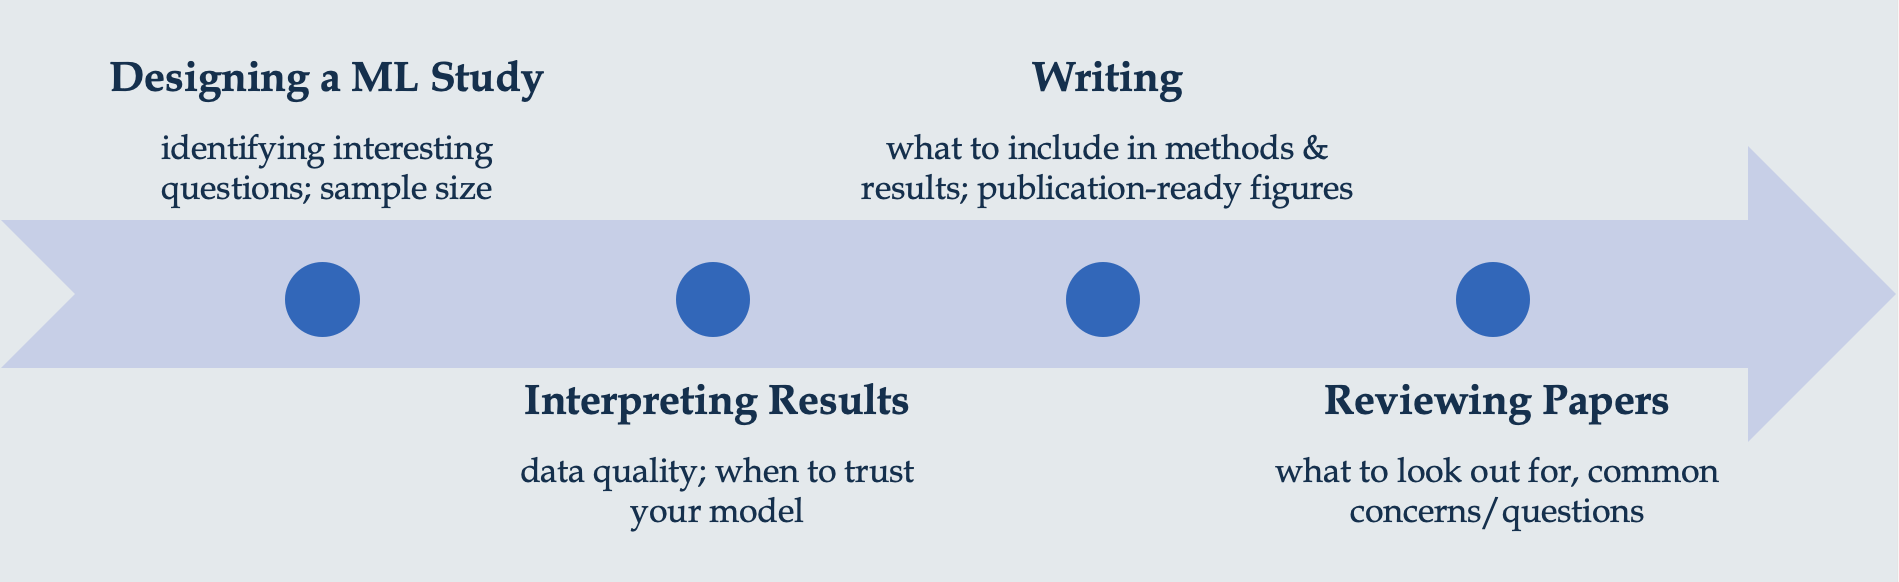 Designing a ML Study
identifying interesting
questions; sample size
Interpreting Results
data quality; when to trust
your model
Writing
what to include in methods &
results; publication-ready figures
Reviewing Papers
what to look out for, common
concerns/questions